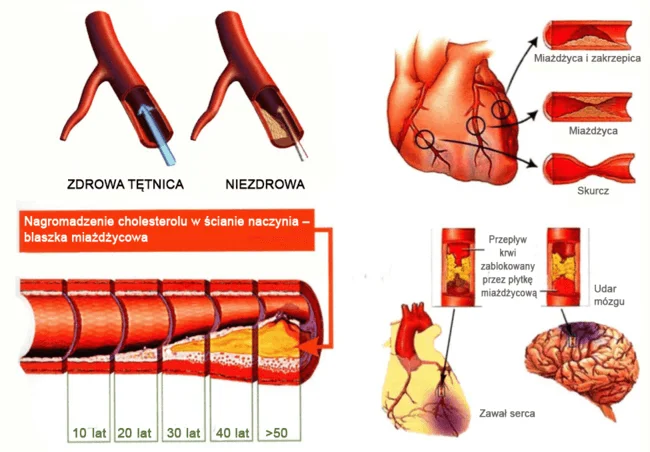 ZDROWA TĘTNICA
NIEZDROWA
Miażdżyca i zakrzepica
Miażdżyca
Skurcz
Nagromadzenie cholesterolu w ścianie naczynia –
blaszka miażdżycowa
10 lat
20 lat
30 lat
40 lat
>50
Przepływ
krwi
zablokowany
przez płytkę
miażdżycową
Udar
mózgu
H
H
Zawał serca